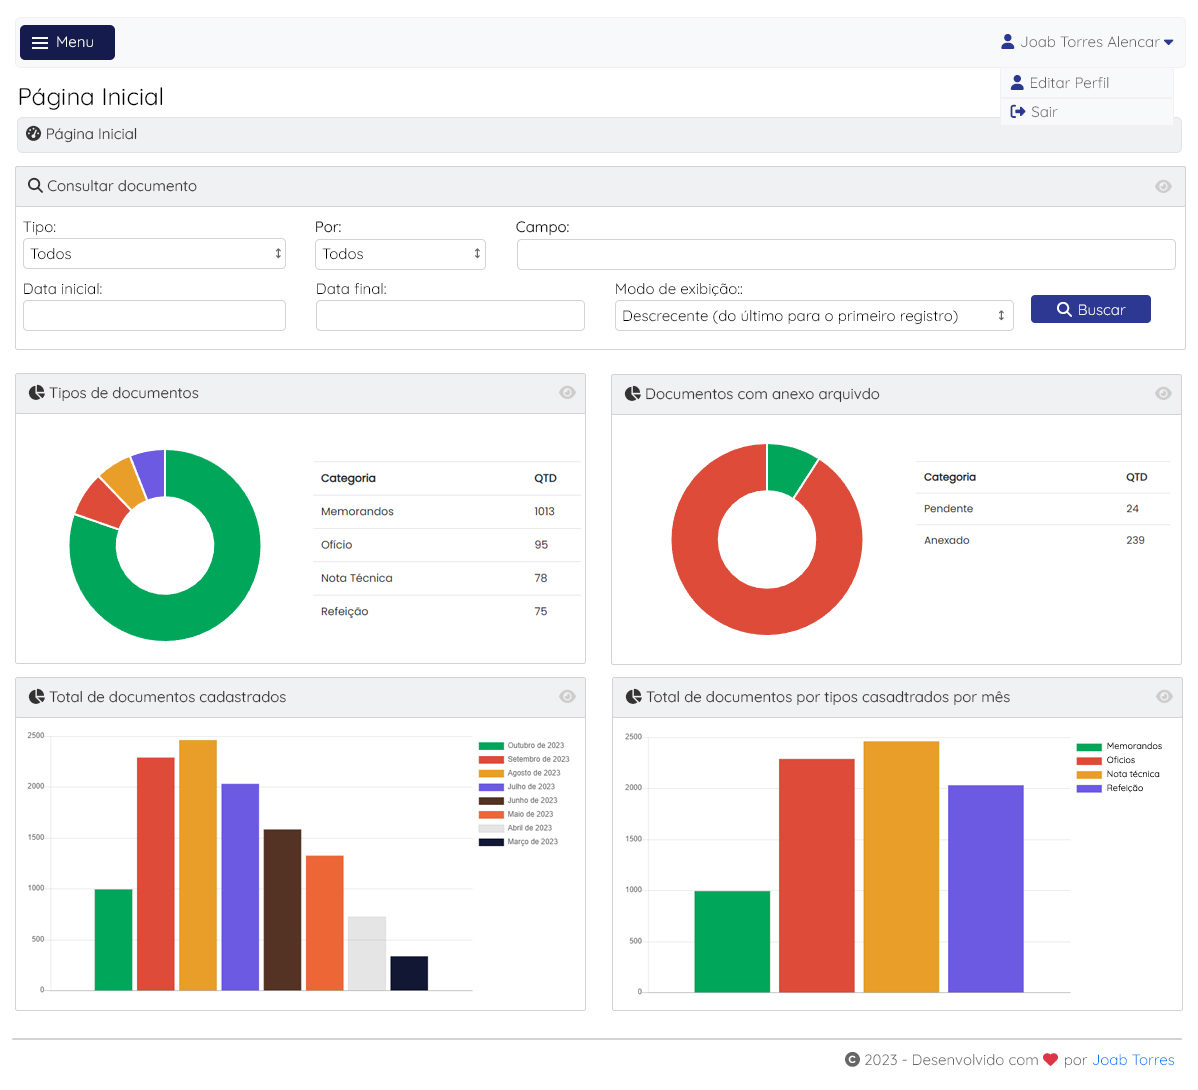 Menu
Joab Torres Alencar
Editar Perfil
Sair
Página Inicial
Página Inicial
Consultar documento
Tipo:
Por:
Campo:
Todos
Todos
Data inicial:
Data final:
Modo de exibição::
Descrecente (do último para o primeiro registro)
Buscar
Tipos de documentos
Categoria QTD
Memorandos 1013
Ofício 95
Nota Técnica 78
Refeição 75
Documentos com anexo arquivdo
Categoria QTD
Pendente 24
Anexado 239
Total de documentos cadastrados
2500
2000
1500
1000
500
0
Outubro de 2023
Setembro de 2023
Agosto de 2023
Julho de 2023
Junho de 2023
Maio de 2023
Abril de 2023
Março de 2023
Total de documentos por tipos casadtrados por mês
2500
2000
1500
1000
500
0
Memorandos
Oficios
Nota técnica
Refeição
© 2023 - Desenvolvido com ❤ por Joab Torres